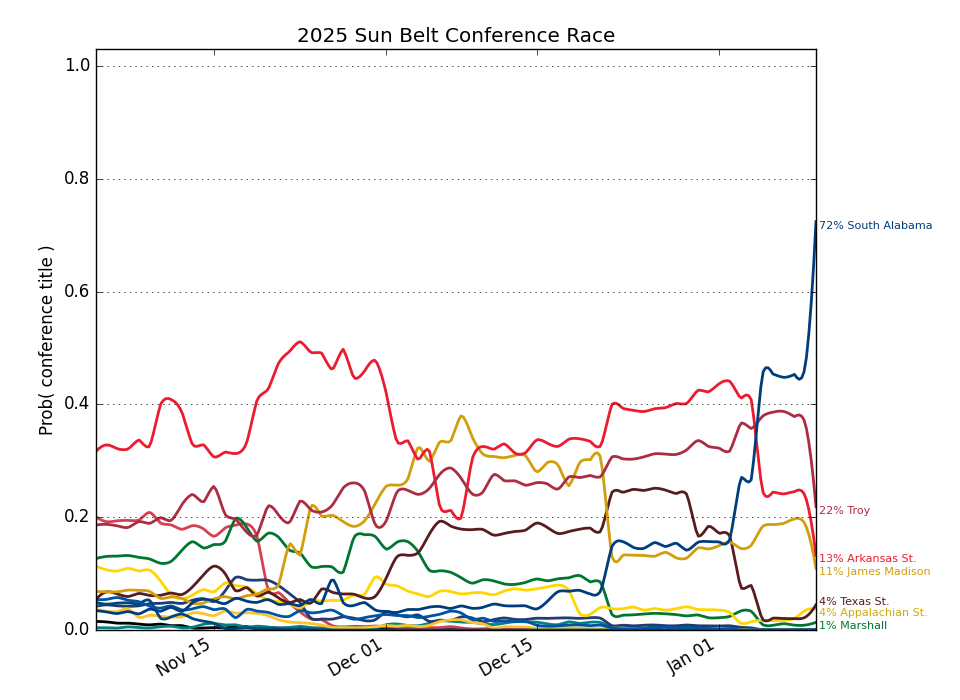 2025 Sun Belt Conference Race
1.0
0.8
0.6
0.4
0.2
0.0
Prob( conference title )
72% South Alabama
22% Troy
13% Arkansas St.
11% James Madison
4% Texas St.
4% Appalachian St.
1% Marshall
Nov 15
Dec 01
Dec 15
Jan 01